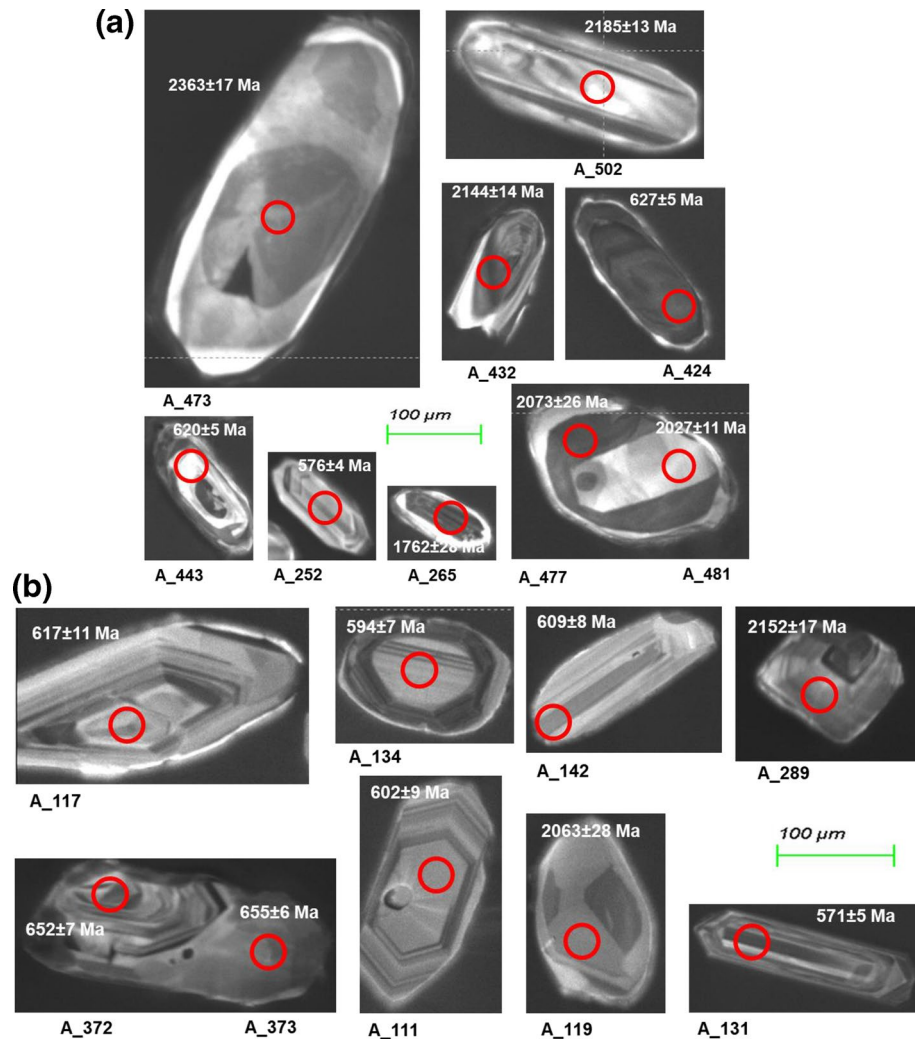 (a)
2363±17 Ma
A_473
2185±13 Ma
A_502
2144±14 Ma
A_432
627±5 Ma
A_424
620±5 Ma
A_443
576±4 Ma
A_252
100 µm
1762±28 Ma
A_265
2073±26 Ma
2027±11 Ma
A_477
A_481
(b)
617±11 Ma
A_117
594±7 Ma
A_134
609±8 Ma
A_142
2152±17 Ma
A_289
652±7 Ma
655±6 Ma
A_372
A_373
602±9 Ma
A_111
2063±28 Ma
A_119
100 µm
571±5 Ma
A_131